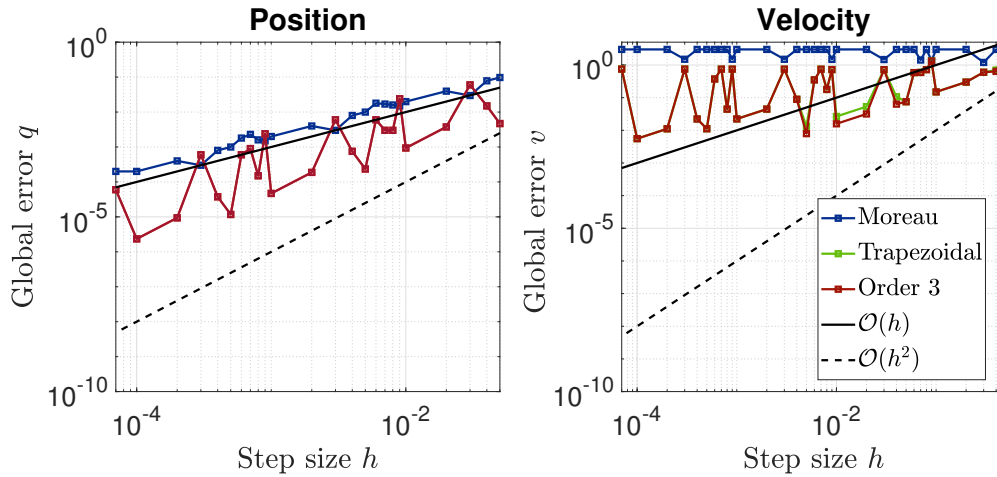 Position
Global error q
10^0
10^-5
10^-10
10^-4
10^-2
Step size h
Velocity
Global error v
10^0
10^-5
10^-10
10^-4
10^-2
Step size h
Moreau
Trapezoidal
Order 3
𝒪(h)
𝒪(h^2)